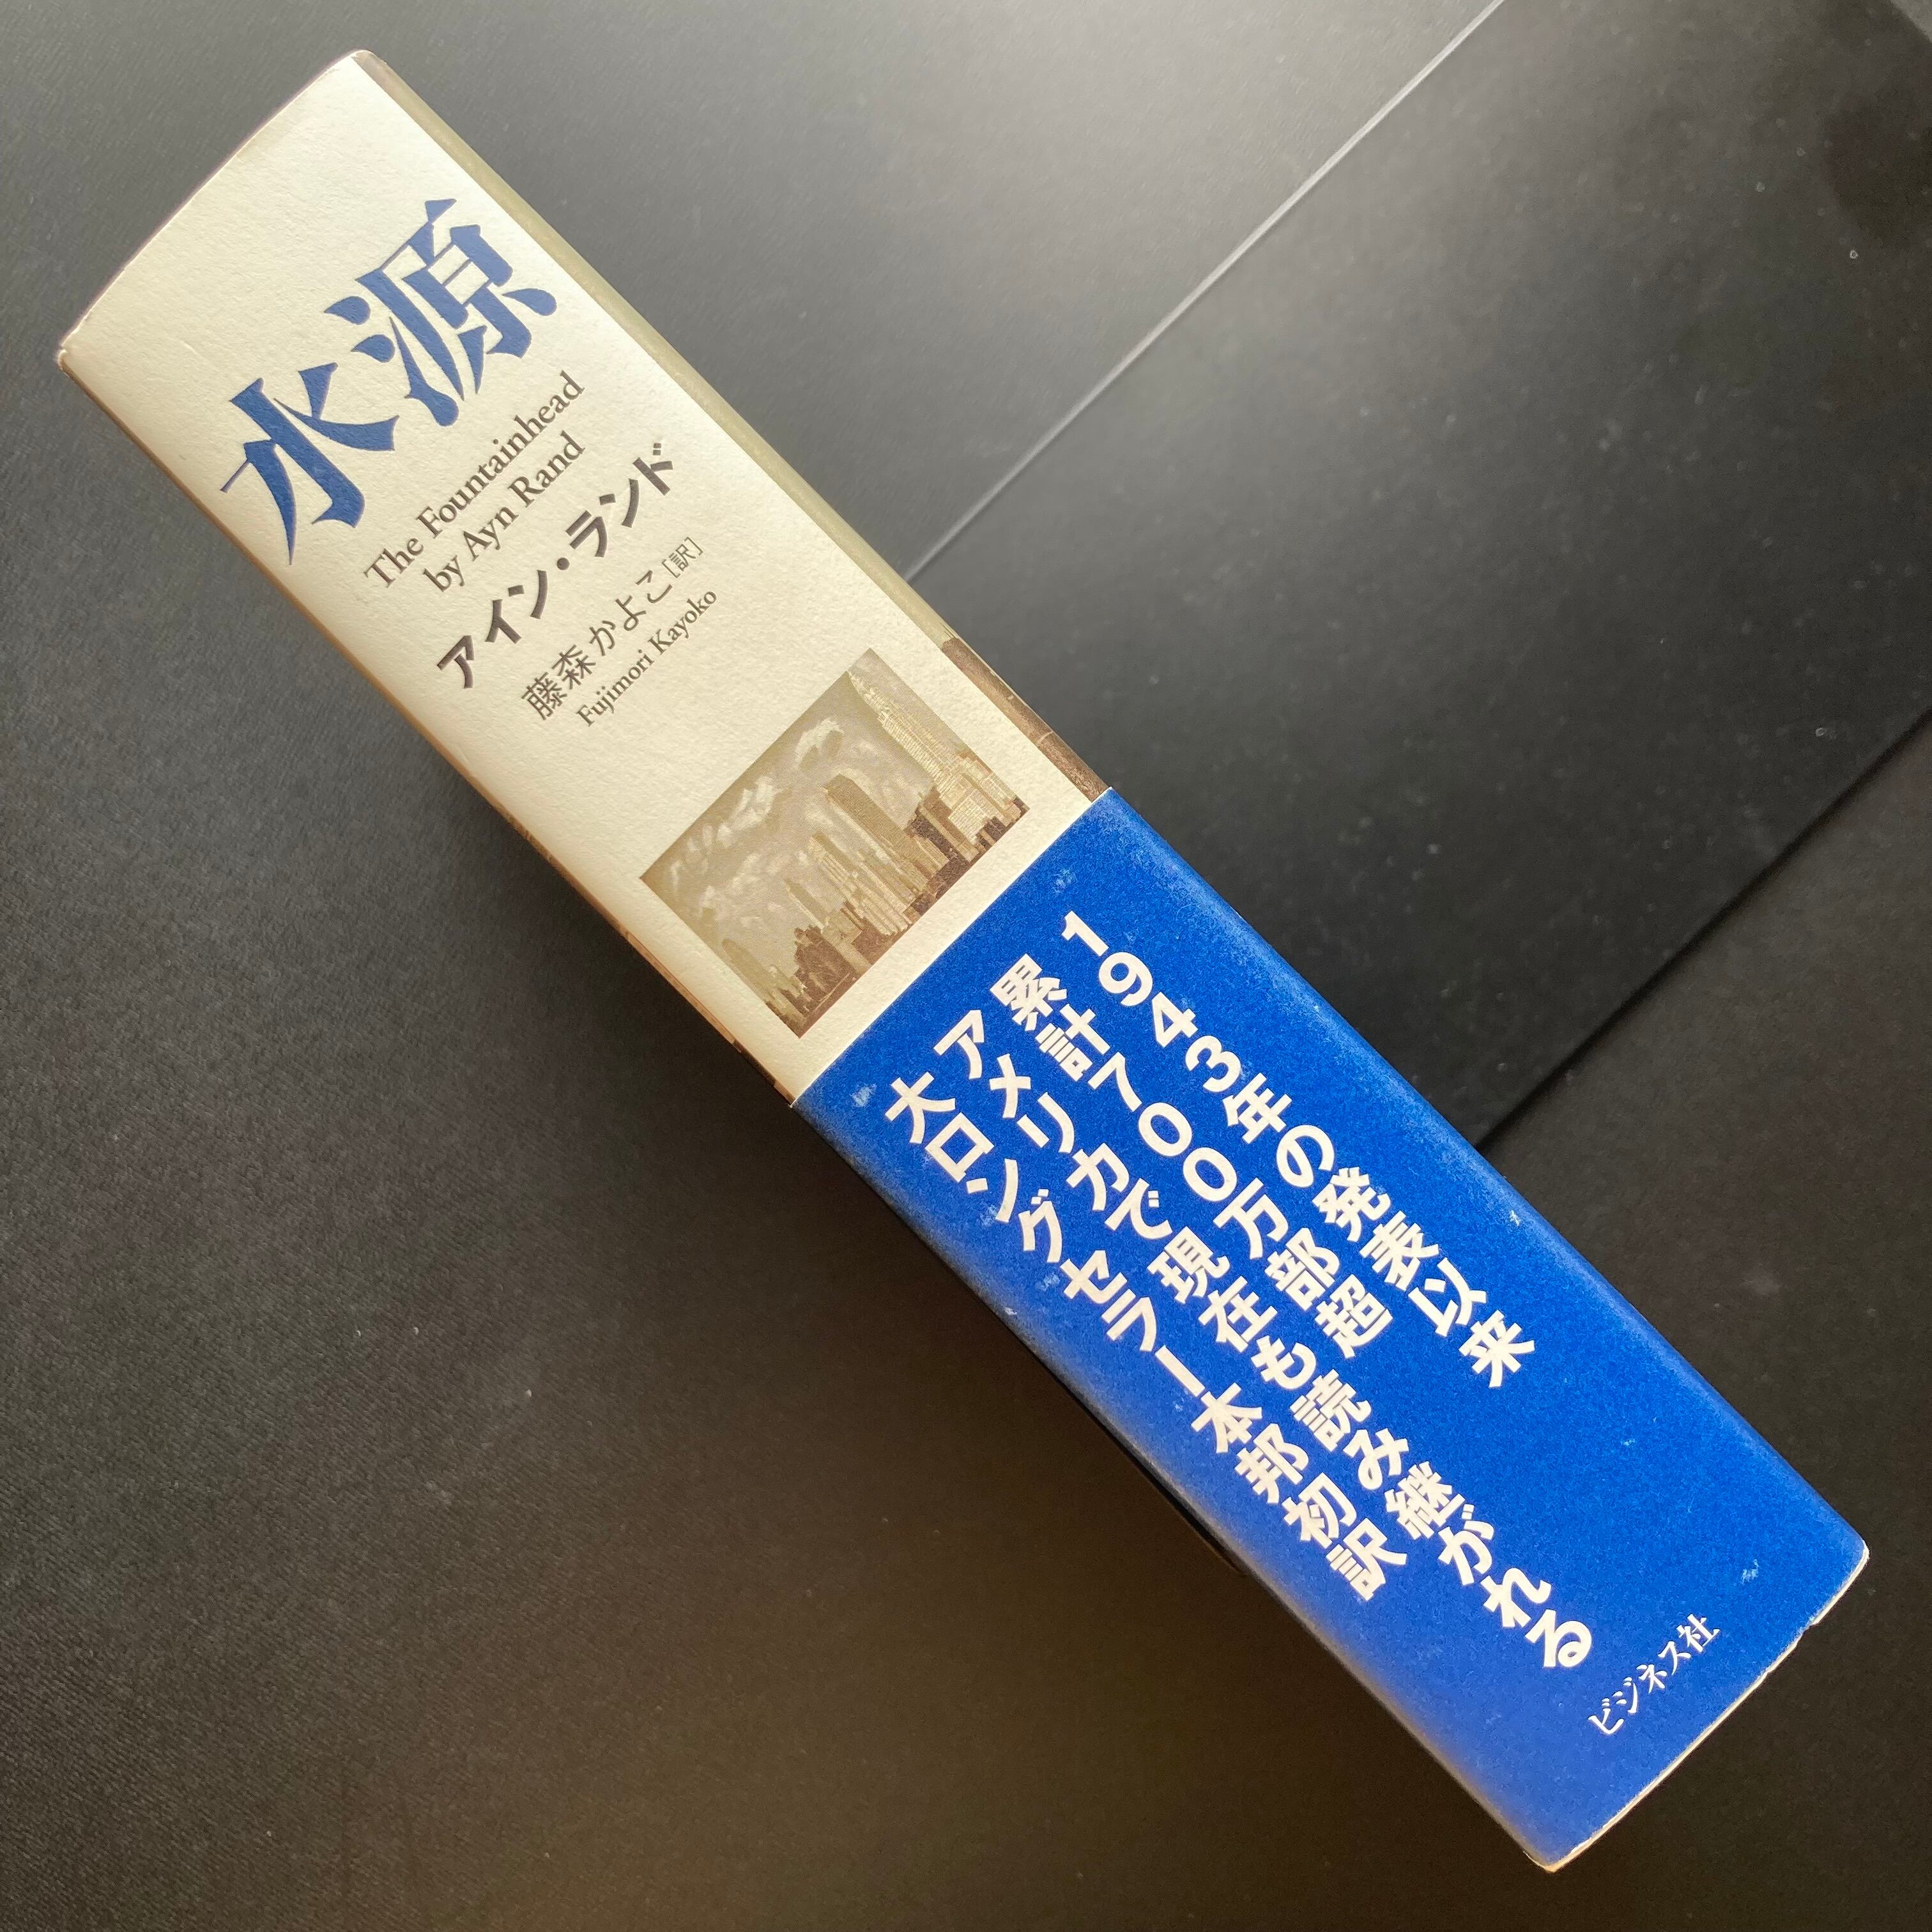 水源
The Fountainhead
by Ayn Rand
アイン・ランド
藤森かよこ[訳]
Fujimori Kayoko
1943年の発表以来
累計700万部超
アメリカで現在も読み継がれる
大ロングセラー本邦初訳
ビジネス社